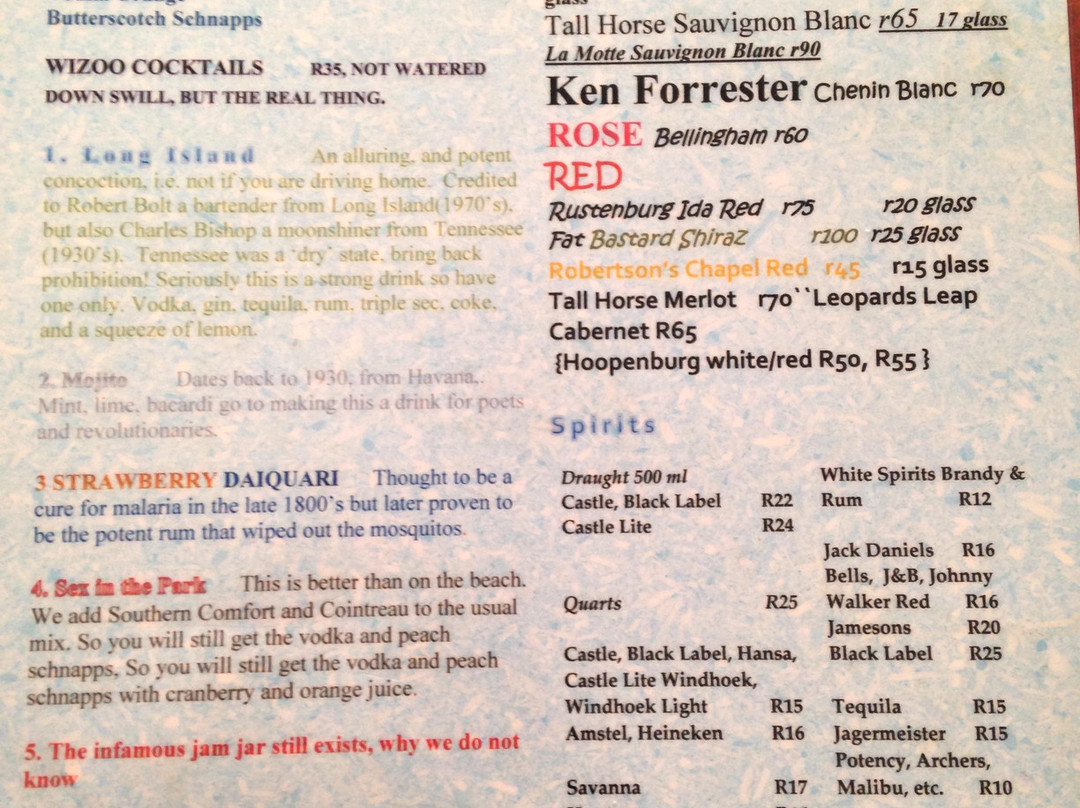 Butterscotch Schnapps
WIZOO COCKTAILS R35, NOT WATERED
DOWN SWILL, BUT THE REAL THING.
1. Long Island An alluring, and potent
concoction, i.e. not if you are driving home. Credited
to Robert Bolt a bartender from Long Island(1970's),
but also Charles Bishop a moonshiner from Tennessee
(1930's). Tennessee was a 'dry' state, bring back
prohibition! Seriously this is a strong drink so have
one only. Vodka, gin, tequila, rum, triple sec, coke,
and a squeeze of lemon.
2. Mojito Dates back to 1930, from Havana,.
Mint, lime, bacardi go to making this a drink for poets
and revolutionaries.
3 STRAWBERRY DAIQUARI Thought to be a
cure for malaria in the late 1800's but later proven to
be the potent rum that wiped out the mosquitos.
4. Sex in the Park This is better than on the beach.
We add Southern Comfort and Cointreau to the usual
mix. So you will still get the vodka and peach
schnapps, So you will still get the vodka and peach
schnapps with cranberry and orange juice.
5. The infamous jam jar still exists, why we do not
know
glass
Tall Horse Sauvignon Blanc r65 17 glass
La Motte Sauvignon Blanc r90
Ken Forrester Chenin Blanc r70
ROSE Bellingham r60
RED
Rustenburg Ida Red r75 r20 glass
Fat Bastard Shiraz r100 r25 glass
Robertson's Chapel Red r45 r15 glass
Tall Horse Merlot r70``Leopards Leap
Cabernet R65
{Hoopenburg white/red R50, R55 }
Spirits
Draught 500 ml
Castle, Black Label R22
Castle Lite R24
Quarts R25
Castle, Black Label, Hansa,
Castle Lite Windhoek,
Windhoek Light R15
Amstel, Heineken R16
Savanna R17
White Spirits Brandy &
Rum R12
Jack Daniels R16
Bells, J&B, Johnny
Walker Red R16
Jamesons R20
Black Label R25
Tequila R15
Jagermeister R15
Potency, Archers,
Malibu, etc. R10